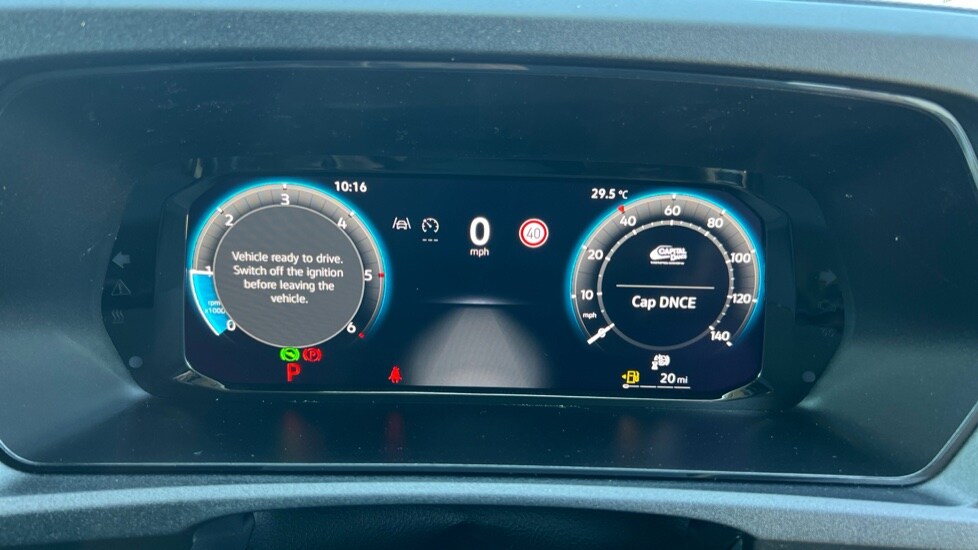 10:16
29.5 °C
0
1
2
3
4
5
6
rpm
x1000
Vehicle ready to drive.
Switch off the ignition
before leaving the
vehicle.
P
P
0
mph
40
10
20
40
60
80
100
120
140
mph
CAPITAL
DANCE
Cap DNCE
20 mi